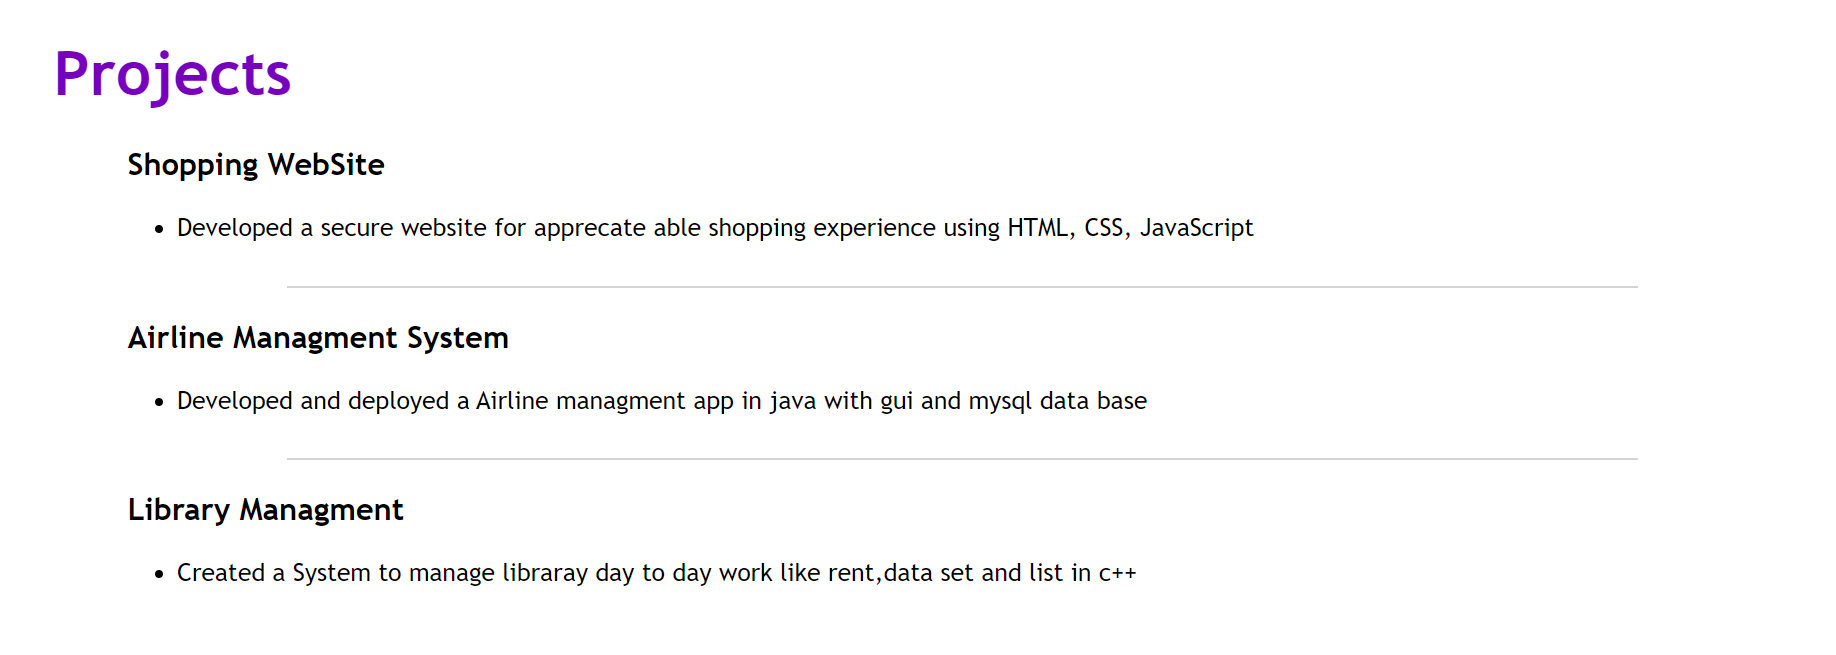 Projects
Shopping WebSite
• Developed a secure website for apprecate able shopping experience using HTML, CSS, JavaScript
Airline Managment System
• Developed and deployed a Airline managment app in java with gui and mysql data base
Library Managment
• Created a System to manage libraray day to day work like rent,data set and list in c++